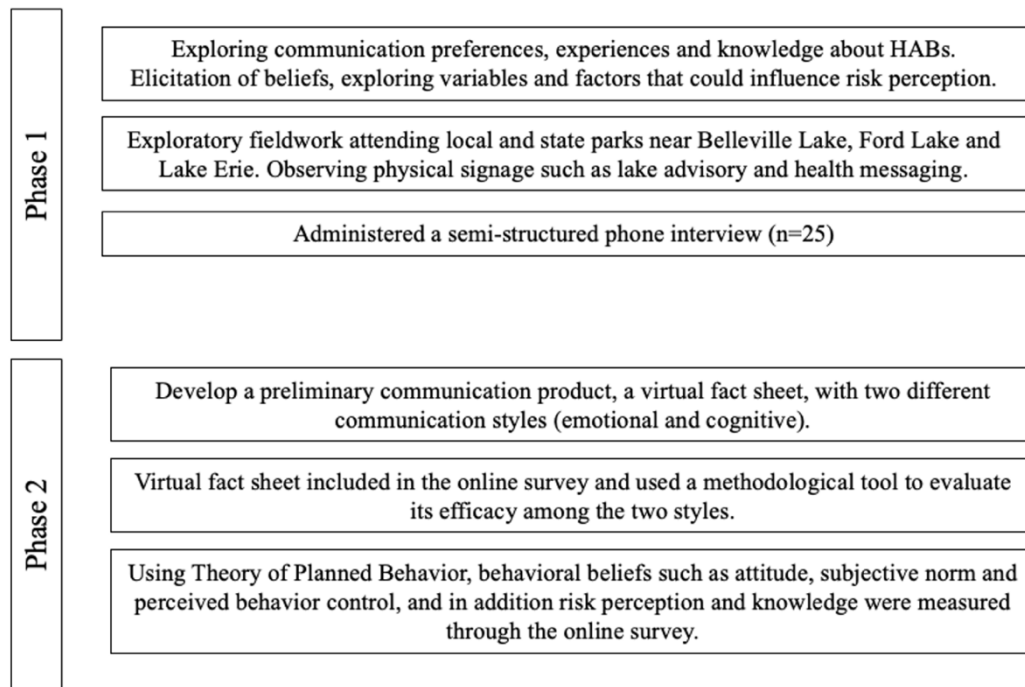 Phase 1
Exploring communication preferences, experiences and knowledge about HABs.
Elicitation of beliefs, exploring variables and factors that could influence risk perception.
Exploratory fieldwork attending local and state parks near Belleville Lake, Ford Lake and
Lake Erie. Observing physical signage such as lake advisory and health messaging.
Administered a semi-structured phone interview (n=25)
Phase 2
Develop a preliminary communication product, a virtual fact sheet, with two different
communication styles (emotional and cognitive).
Virtual fact sheet included in the online survey and used a methodological tool to evaluate
its efficacy among the two styles.
Using Theory of Planned Behavior, behavioral beliefs such as attitude, subjective norm and
perceived behavior control, and in addition risk perception and knowledge were measured
through the online survey.